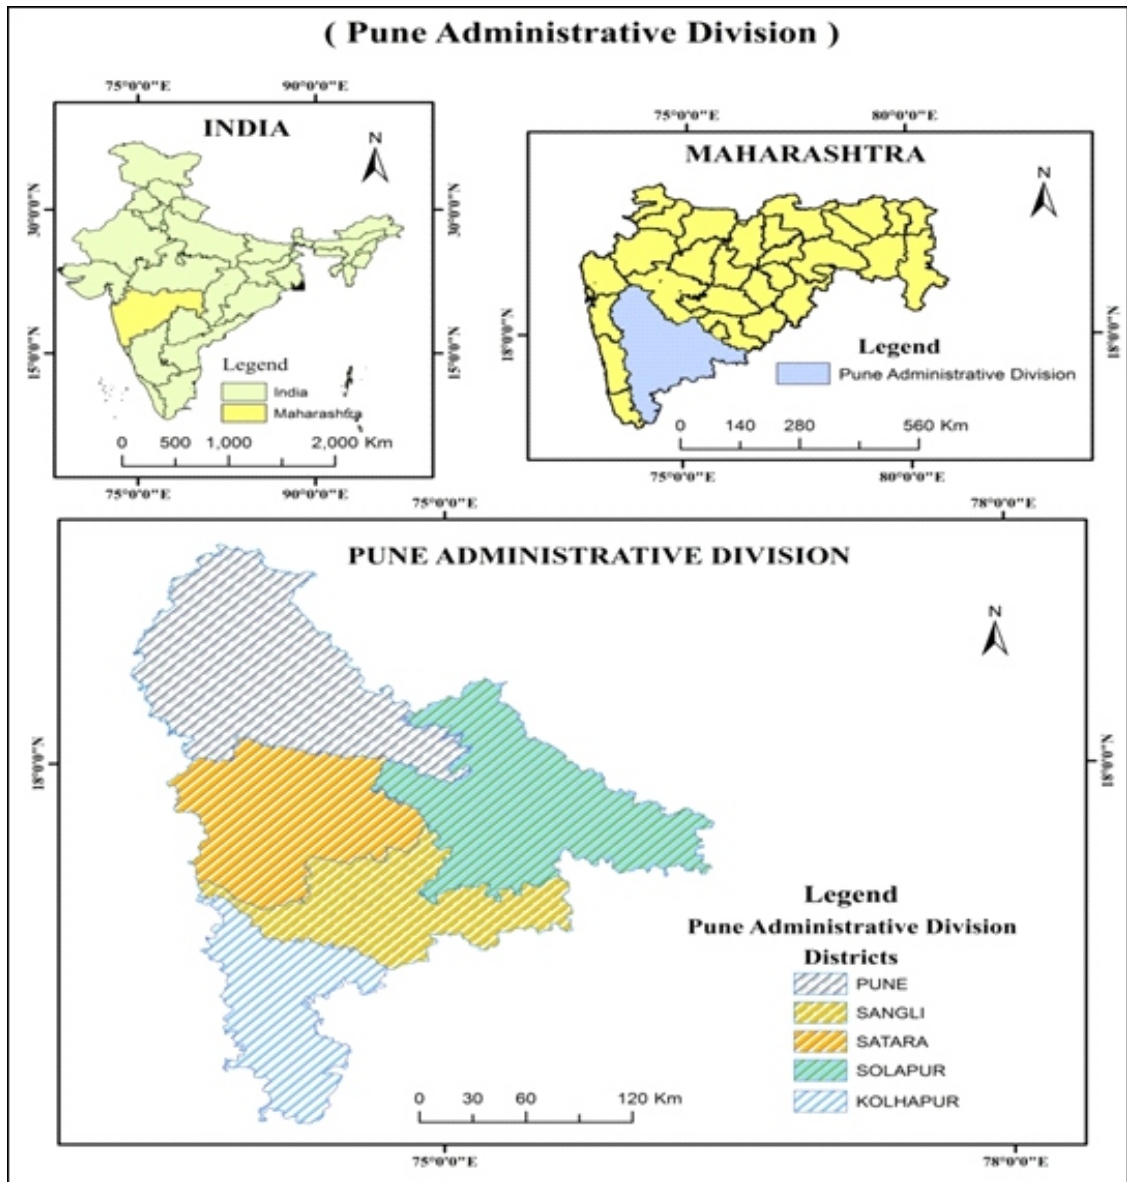 ( Pune Administrative Division )
75°0'0"E 90°0'0"E
INDIA
N
30°0'0"N 30°0'0"N
15°0'0"N 15°0'0"N
Legend
India
Maharashtra
0 500 1,000 2,000 Km
75°0'0"E 90°0'0"E
75°0'0"E 80°0'0"E
MAHARASHTRA
N
18°0'0"N 18°0'0"N
Legend
Pune Administrative Division
0 140 280 560 Km
75°0'0"E 80°0'0"E
75°0'0"E 78°0'0"E
PUNE ADMINISTRATIVE DIVISION
N
18°0'0"N 18°0'0"N
Legend
Pune Administrative Division
Districts
PUNE
SANGLI
SATARA
SOLAPUR
KOLHAPUR
0 30 60 120 Km
75°0'0"E 78°0'0"E